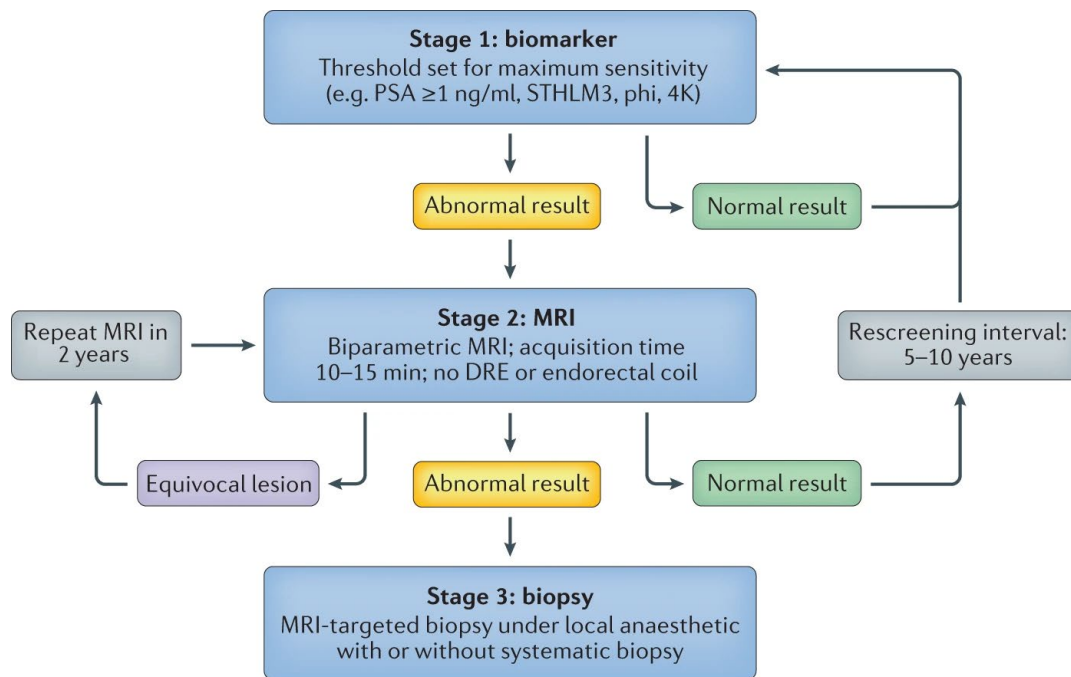 Stage 1: biomarker
Threshold set for maximum sensitivity
(e.g. PSA ≥1 ng/ml, STHLM3, phi, 4K)
Abnormal result
Normal result
Repeat MRI in
2 years
Stage 2: MRI
Biparametric MRI; acquisition time
10–15 min; no DRE or endorectal coil
Rescreening interval:
5–10 years
Equivocal lesion
Abnormal result
Normal result
Stage 3: biopsy
MRI-targeted biopsy under local anaesthetic
with or without systematic biopsy